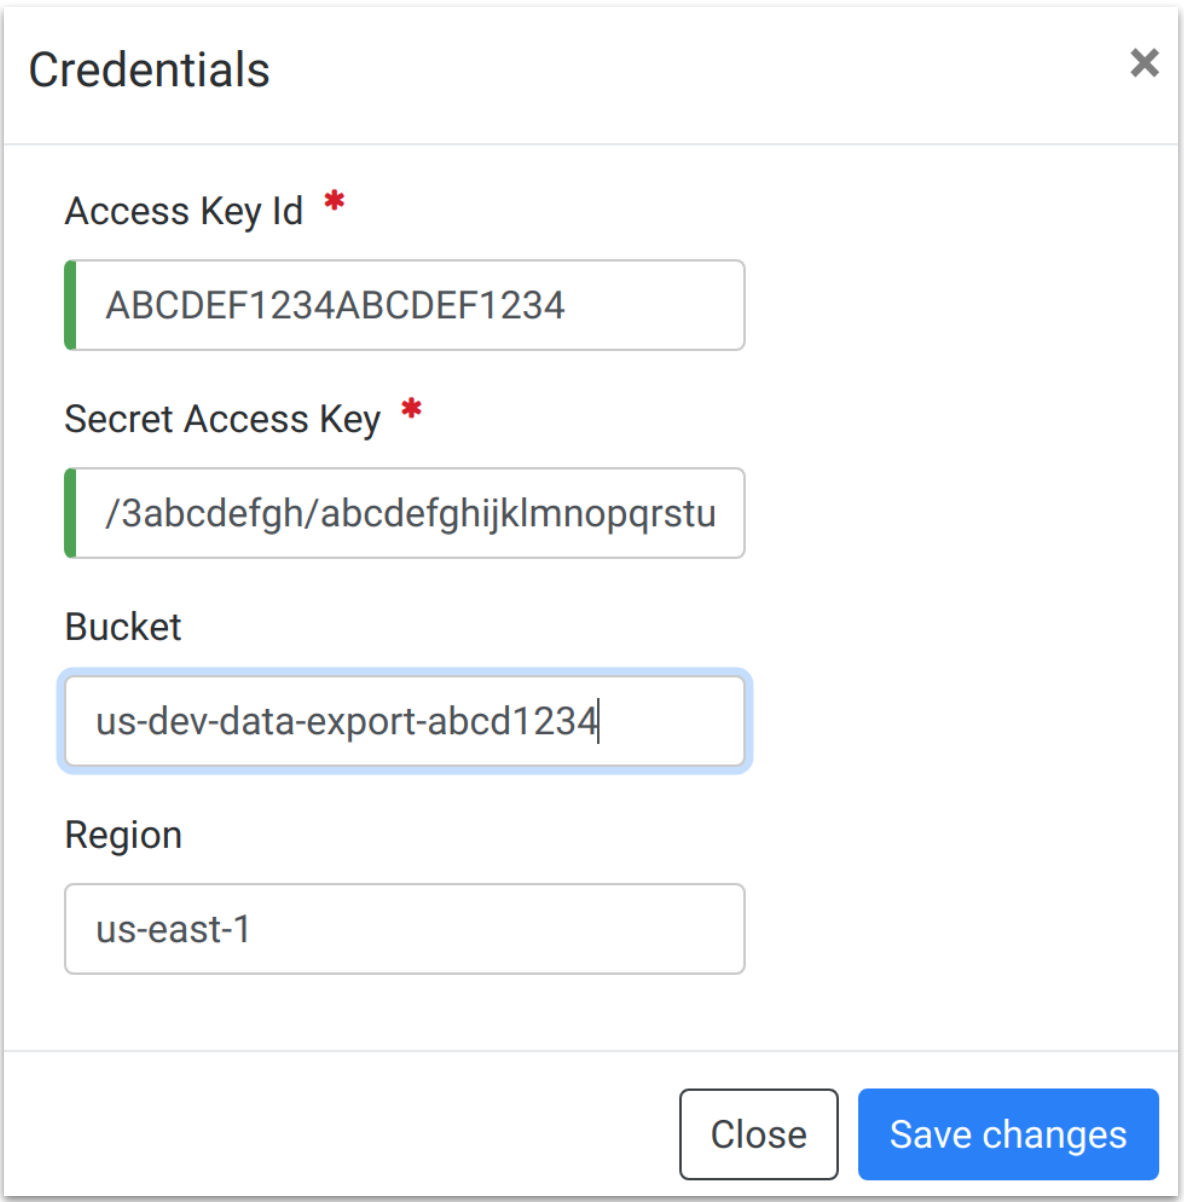 Credentials
Access Key Id *
ABCDEF1234ABCDEF1234
Secret Access Key *
/3abcdefgh/abcdefghijklmnopqrstu
Bucket
us-dev-data-export-abcd1234
Region
us-east-1
Close Save changes